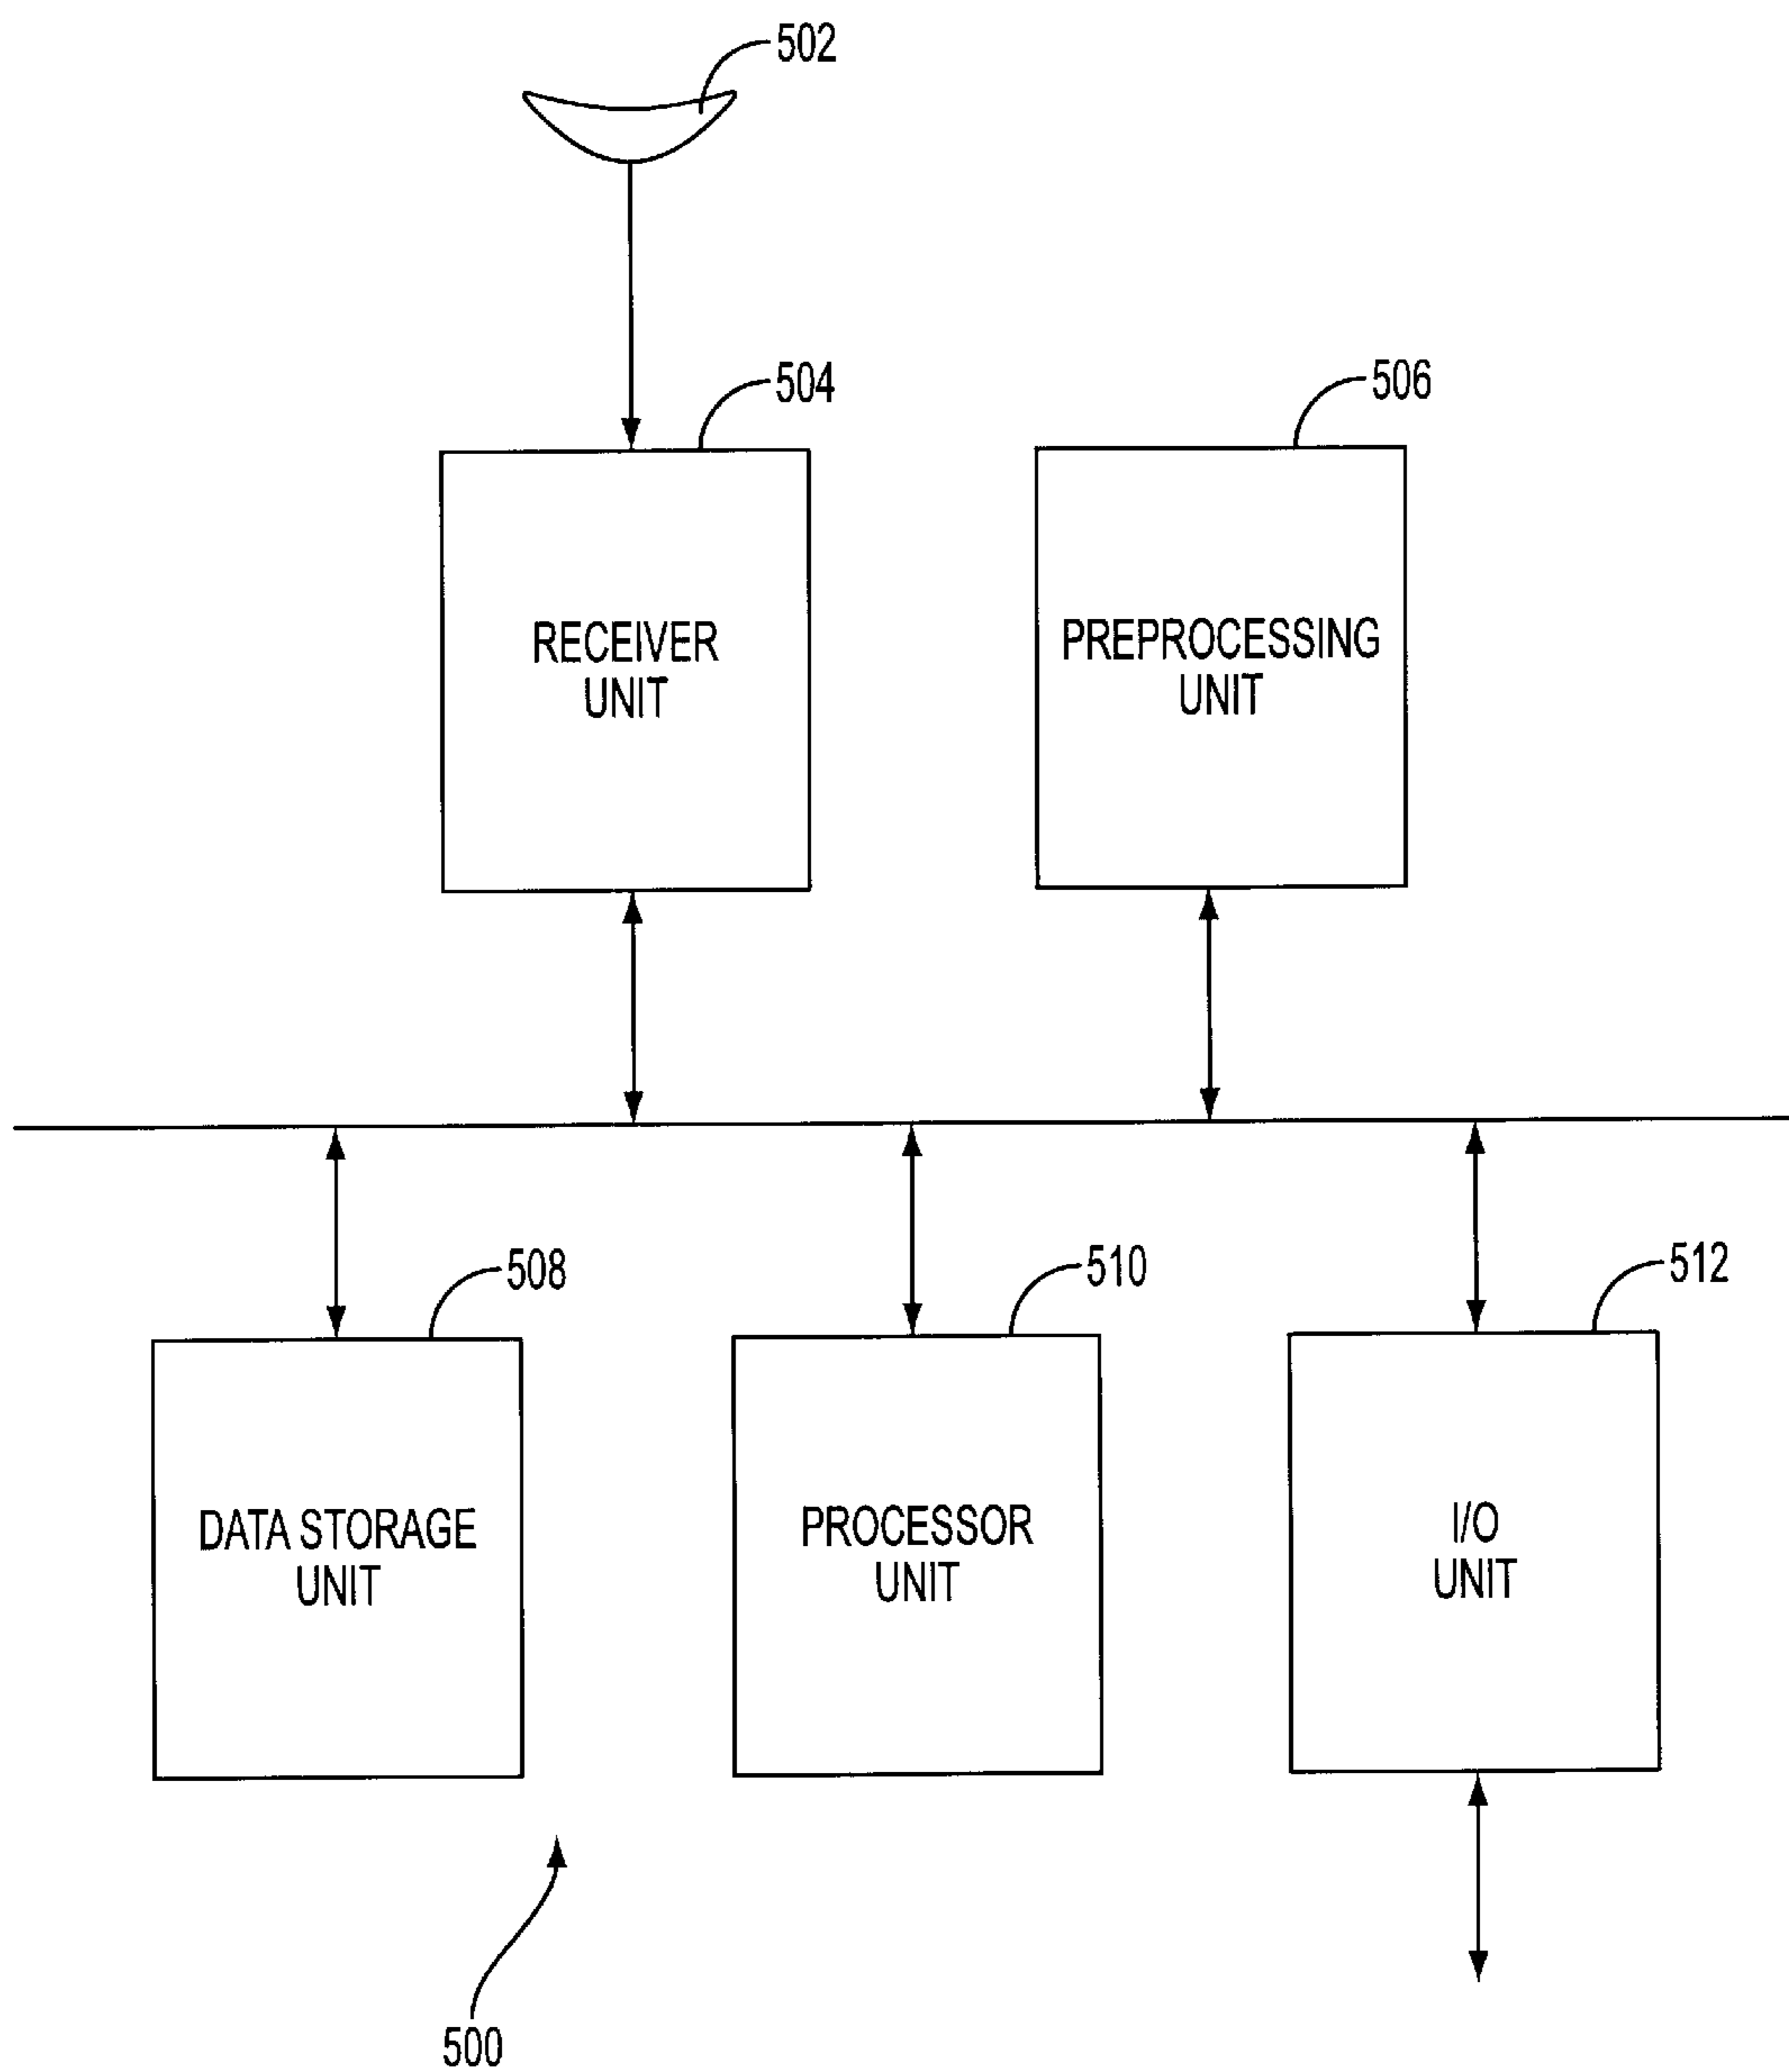 502
504
506
RECEIVER
UNIT
PREPROCESSING
UNIT
508
510
512
DATA STORAGE
UNIT
PROCESSOR
UNIT
I/O
UNIT
500